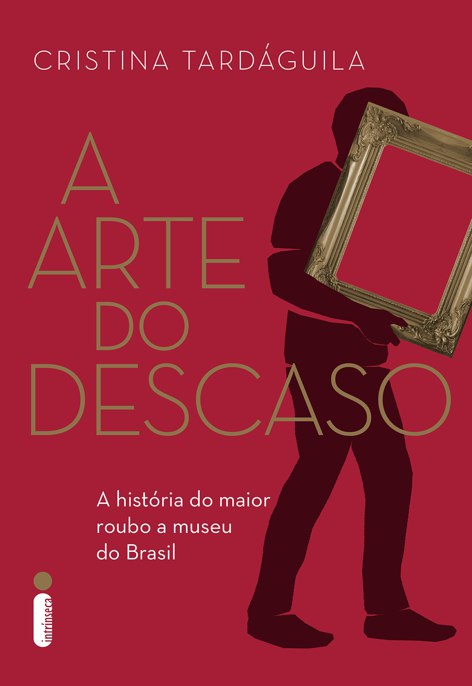 CRISTINA TARDÁGUILA
A
ARTE
DO
DESCASO
A história do maior
roubo a museu
do Brasil
intrínseca